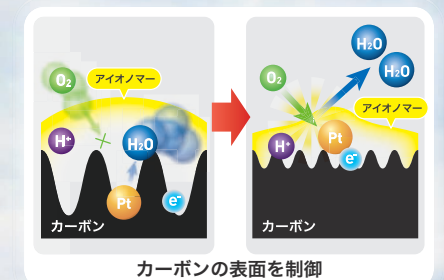 O₂
アイオノマー
H⁺
H₂O
Pt
e⁻
カーボン
H₂O
H₂O
O₂
アイオノマー
H⁺
Pt
e⁻
カーボン
カーボンの表面を制御